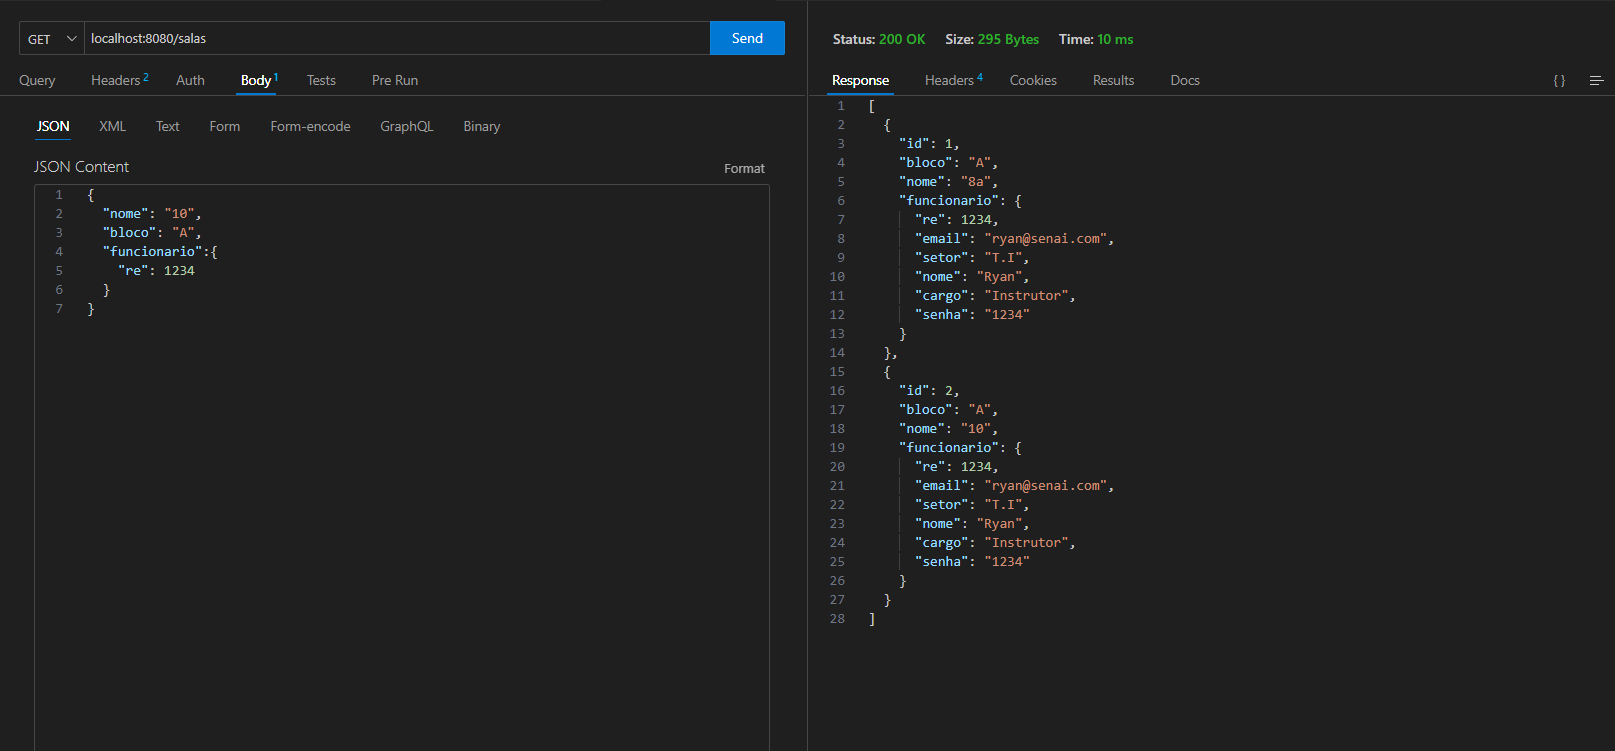 GET localhost:8080/salas Send
Query Headers 2 Auth Body 1 Tests Pre Run
JSON XML Text Form Form-encode GraphQL Binary
JSON Content Format
1 {
2 "nome": "10",
3 "bloco": "A",
4 "funcionario":{
5 "re": 1234
6 }
7 }
Status: 200 OK Size: 295 Bytes Time: 10 ms
Response Headers 4 Cookies Results Docs { }
1 [
2 {
3 "id": 1,
4 "bloco": "A",
5 "nome": "8a",
6 "funcionario": {
7 "re": 1234,
8 "email": "ryan@senai.com",
9 "setor": "T.I",
10 "nome": "Ryan",
11 "cargo": "Instrutor",
12 "senha": "1234"
13 }
14 },
15 {
16 "id": 2,
17 "bloco": "A",
18 "nome": "10",
19 "funcionario": {
20 "re": 1234,
21 "email": "ryan@senai.com",
22 "setor": "T.I",
23 "nome": "Ryan",
24 "cargo": "Instrutor",
25 "senha": "1234"
26 }
27 }
28 ]